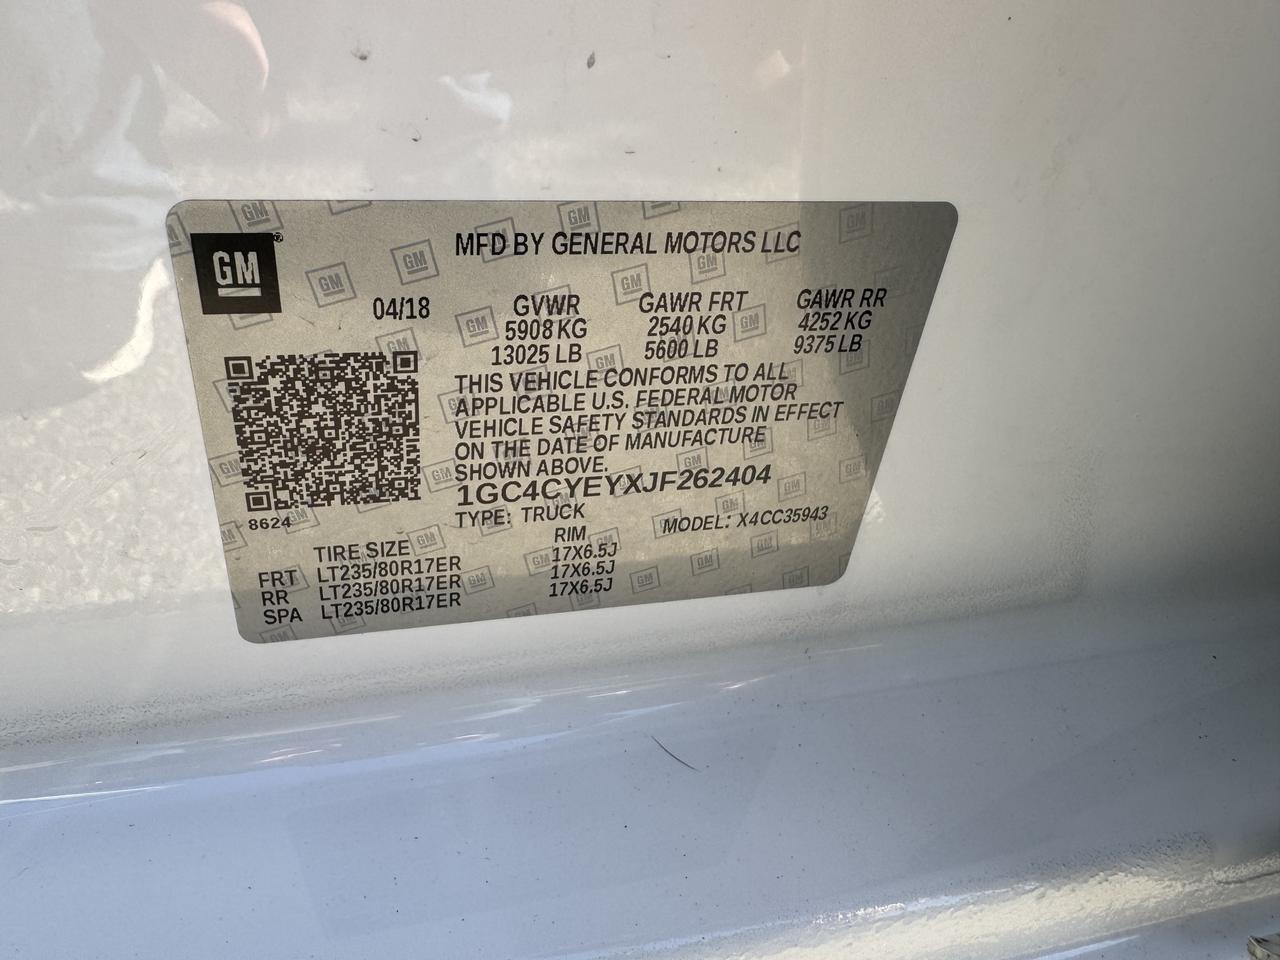 GM
MFD BY GENERAL MOTORS LLC
04/18 GVWR GAWR FRT GAWR RR
5908 KG 2540 KG 4252 KG
13025 LB 5600 LB 9375 LB
THIS VEHICLE CONFORMS TO ALL
APPLICABLE U.S. FEDERAL MOTOR
VEHICLE SAFETY STANDARDS IN EFFECT
ON THE DATE OF MANUFACTURE
SHOWN ABOVE.
1GC4CYEYXJF262404
8624
TYPE: TRUCK MODEL: X4CC35943
TIRE SIZE RIM
FRT LT235/80R17ER 17X6.5J
RR LT235/80R17ER 17X6.5J
SPA LT235/80R17ER 17X6.5J